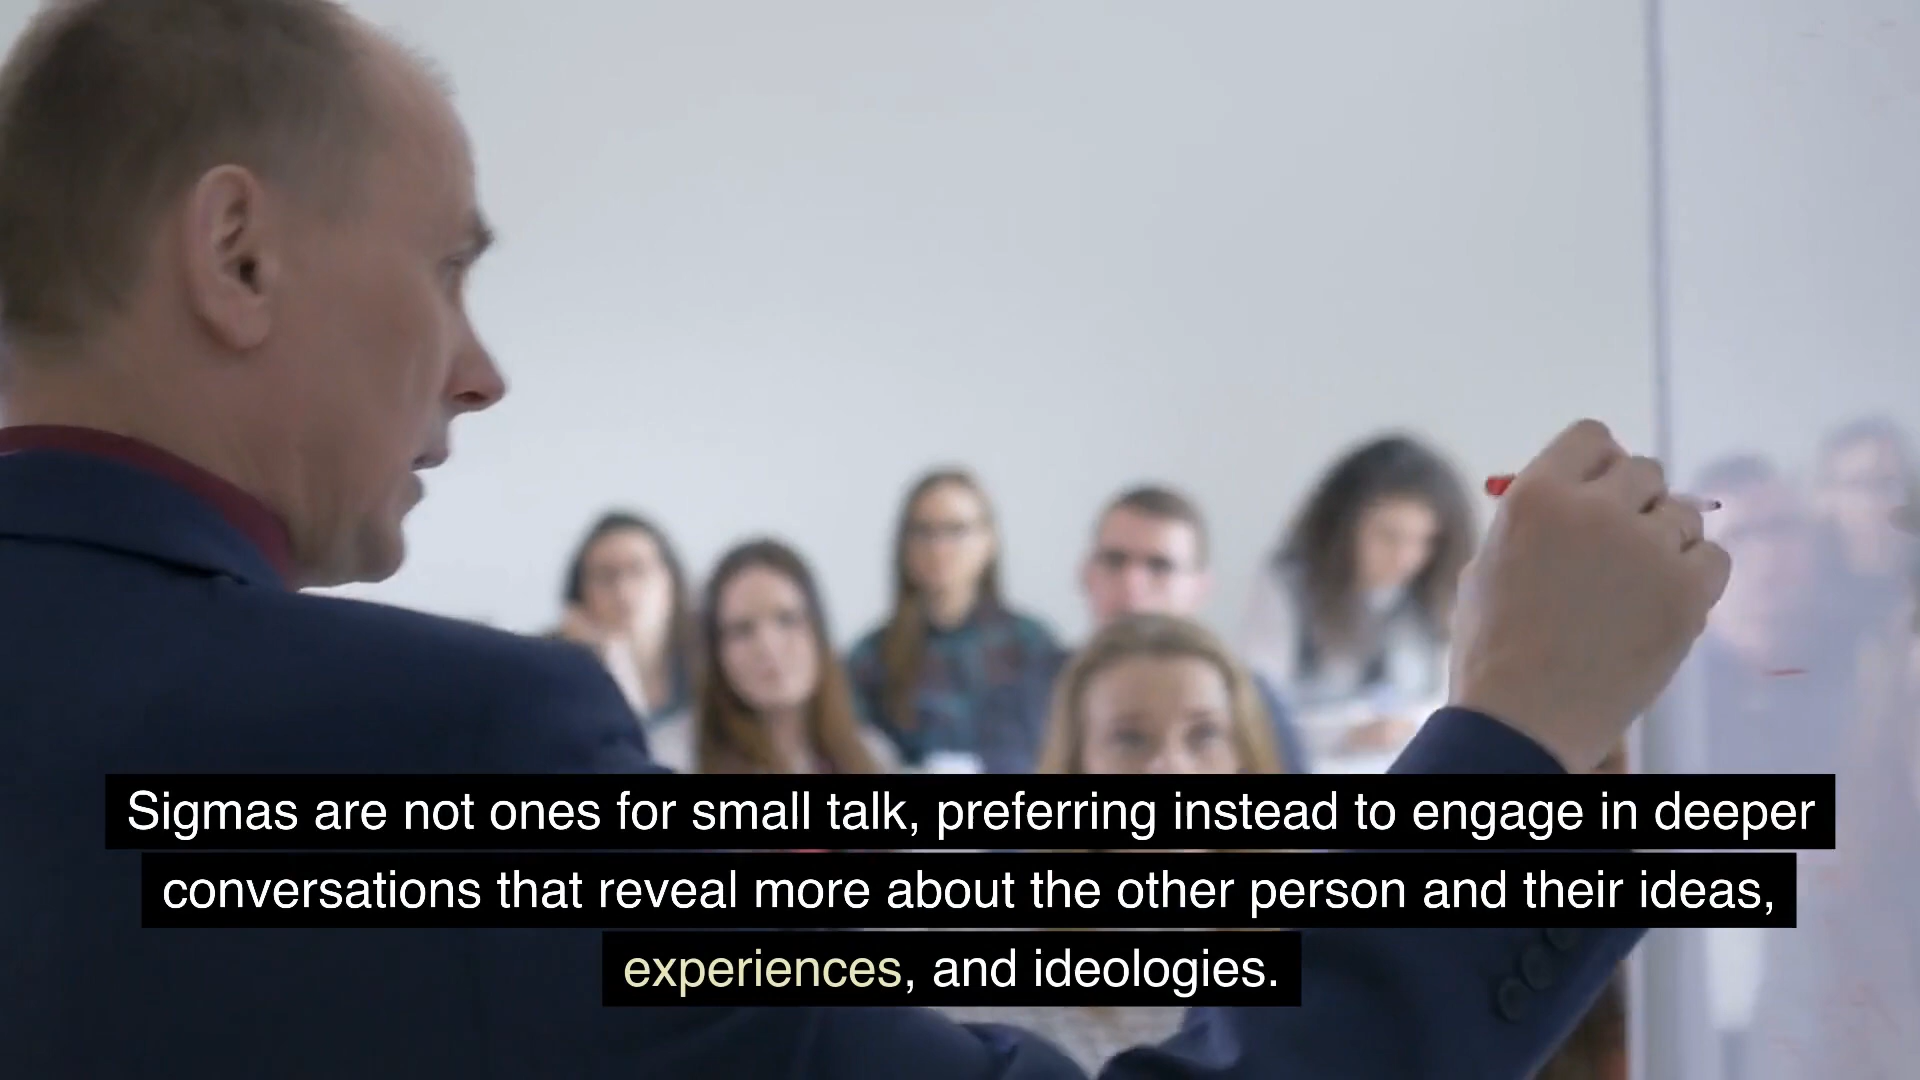 Sigmas are not ones for small talk, preferring instead to engage in deeper
conversations that reveal more about the other person and their ideas,
experiences, and ideologies.